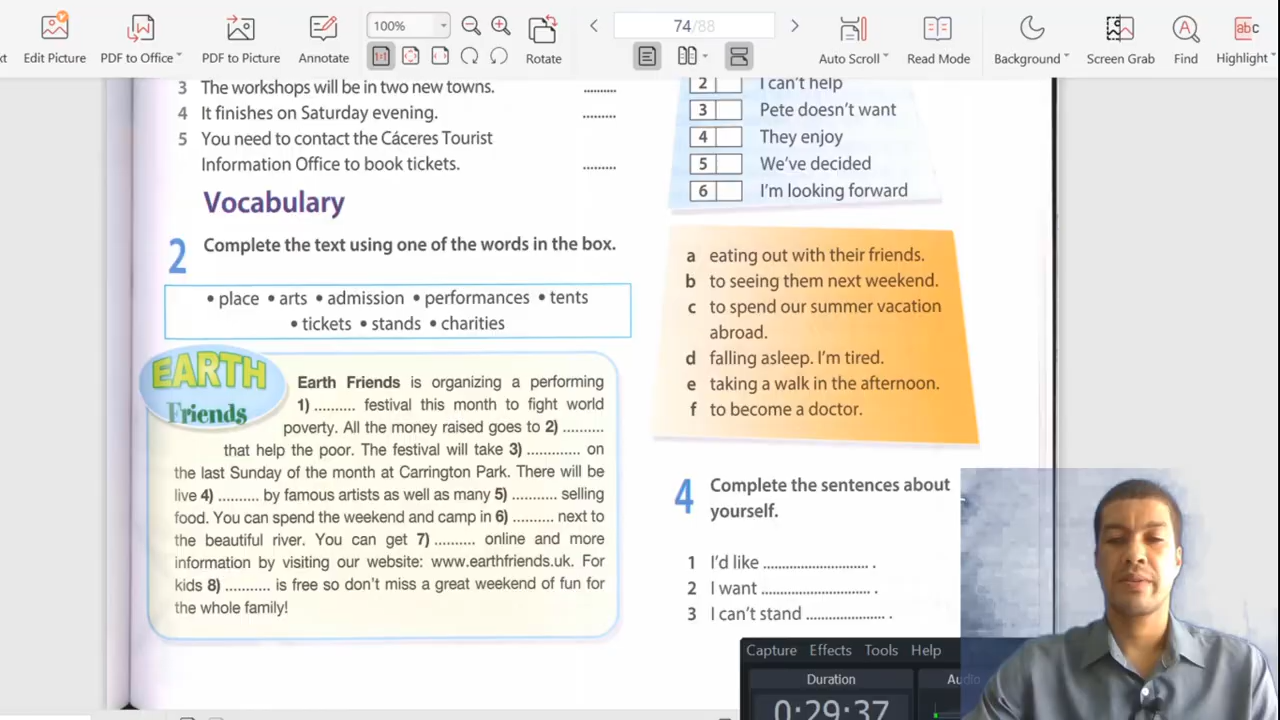 Edit Picture
PDF to Office
PDF to Picture
Annotate
100%
Rotate
74/88
Auto Scroll
Read Mode
Background
Screen Grab
Find
Highlight
3 The workshops will be in two new towns. ..........
4 It finishes on Saturday evening. ..........
5 You need to contact the Cáceres Tourist
Information Office to book tickets. ..........
Vocabulary
2 Complete the text using one of the words in the box.
• place • arts • admission • performances • tents
• tickets • stands • charities
EARTH
Friends
Earth Friends is organizing a performing
1) .......... festival this month to fight world
poverty. All the money raised goes to 2) ..........
that help the poor. The festival will take 3) ............. on
the last Sunday of the month at Carrington Park. There will be
live 4) .......... by famous artists as well as many 5) ........... selling
food. You can spend the weekend and camp in 6) .......... next to
the beautiful river. You can get 7) .......... online and more
information by visiting our website: www.earthfriends.uk. For
kids 8) ........... is free so don't miss a great weekend of fun for
the whole family!
2 I can't help
3 Pete doesn't want
4 They enjoy
5 We've decided
6 I'm looking forward
a eating out with their friends.
b to seeing them next weekend.
c to spend our summer vacation
abroad.
d falling asleep. I'm tired.
e taking a walk in the afternoon.
f to become a doctor.
4 Complete the sentences about
yourself.
1 I'd like ............................. .
2 I want ............................. .
3 I can't stand ...................... .
Capture Effects Tools Help
Duration
0:29:37